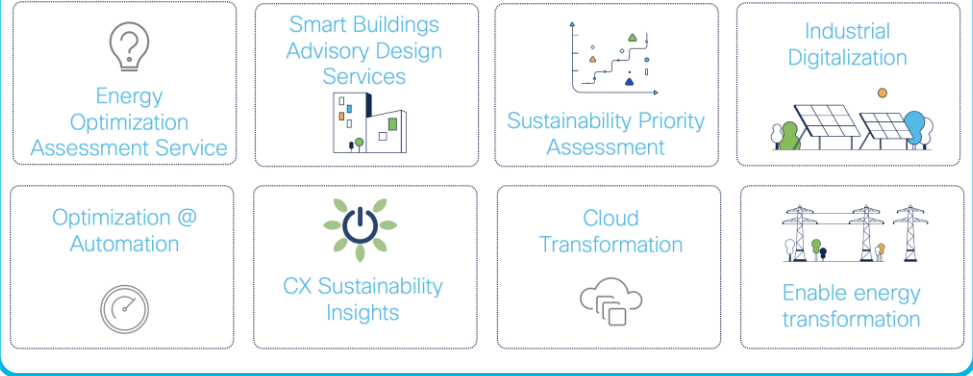 Energy
Optimization
Assessment Service
Smart Buildings
Advisory Design
Services
Sustainability Priority
Assessment
Industrial
Digitalization
Optimization @
Automation
CX Sustainability
Insights
Cloud
Transformation
Enable energy
transformation